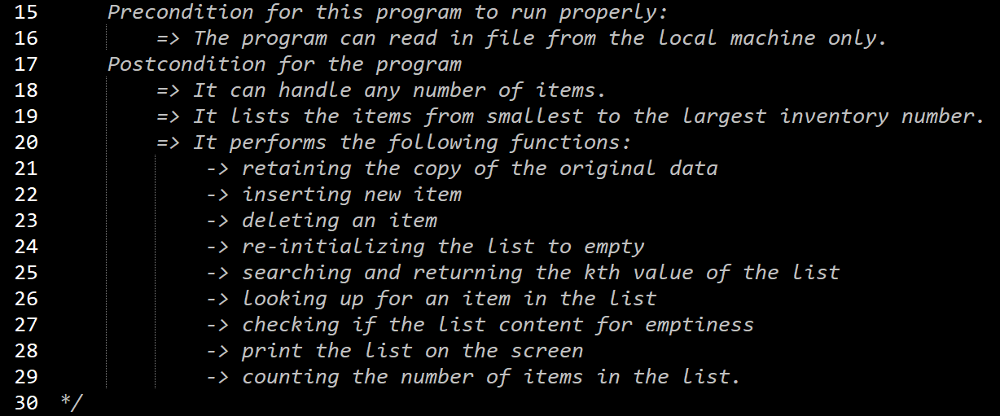 15 Precondition for this program to run properly:
16 => The program can read in file from the local machine only.
17 Postcondition for the program
18 => It can handle any number of items.
19 => It lists the items from smallest to the largest inventory number.
20 => It performs the following functions:
21 -> retaining the copy of the original data
22 -> inserting new item
23 -> deleting an item
24 -> re-initializing the list to empty
25 -> searching and returning the kth value of the list
26 -> looking up for an item in the list
27 -> checking if the list content for emptiness
28 -> print the list on the screen
29 -> counting the number of items in the list.
30 */